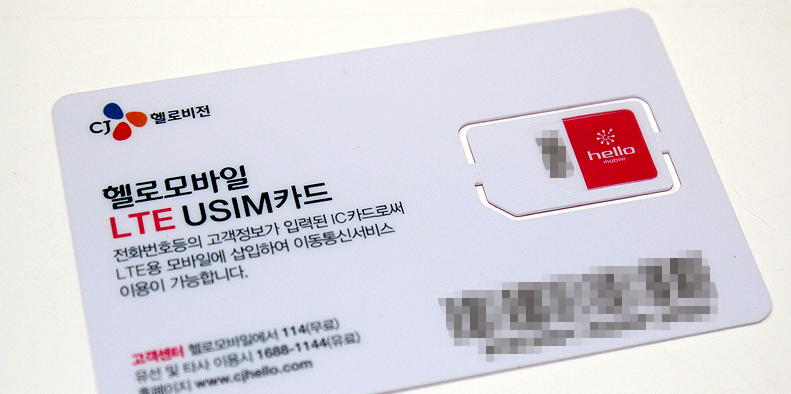 CJ 헬로비전
hello
mobile
헬로모바일
LTE USIM카드
전화번호등의 고객정보가 입력된 IC카드로써
LTE용 모바일에 삽입하여 이동통신서비스
이용이 가능합니다.
고객센터 헬로모바일에서 114(무료)
유선 및 타사 이용시 1688-1144(유료)
홈페이지 www.cjhello.com